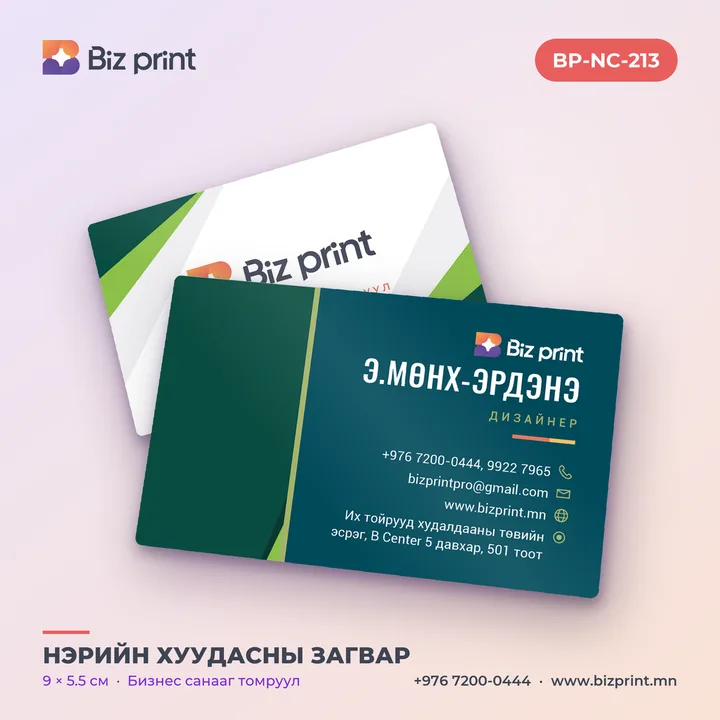 Biz print
BP-NC-213
Biz print
Biz print
Э.МӨНХ-ЭРДЭНЭ
ДИЗАЙНЕР
+976 7200-0444, 9922 7965
bizprintpro@gmail.com
www.bizprint.mn
Их тойрууд худалдааны төвийн
эсрэг, B Center 5 давхар, 501 тоот
НЭРИЙН ХУУДАСНЫ ЗАГВАР
9 × 5.5 см · Бизнес санааг томруул
+976 7200-0444 · www.bizprint.mn